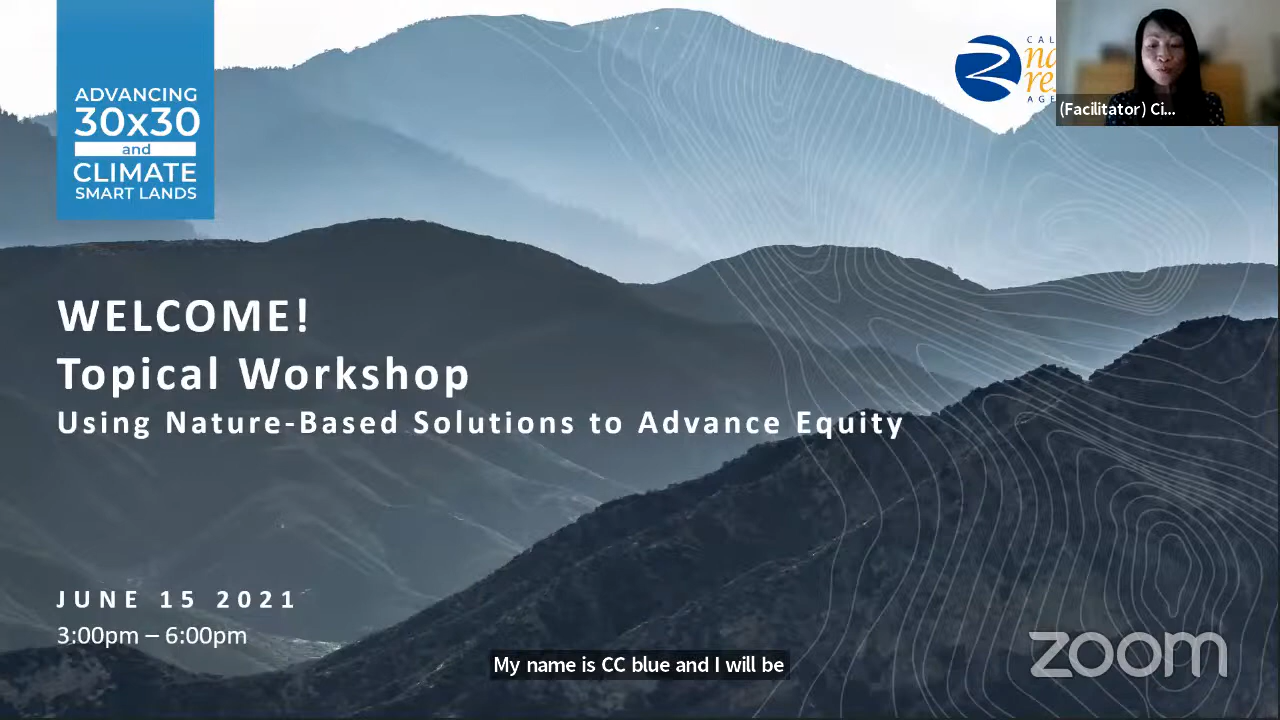 ADVANCING
30x30
and
CLIMATE
SMART LANDS
(Facilitator) Ci...
WELCOME!
Topical Workshop
Using Nature-Based Solutions to Advance Equity
JUNE 15 2021
3:00pm – 6:00pm
My name is CC blue and I will be
zoom